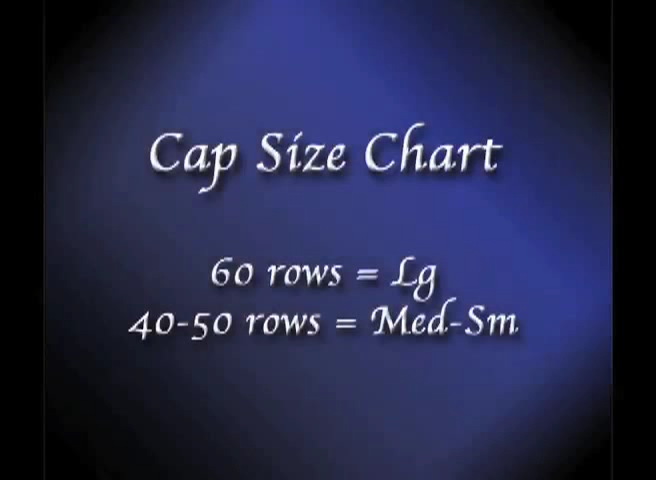 Cap Size Chart
60 rows = Lg
40-50 rows = Med-Sm